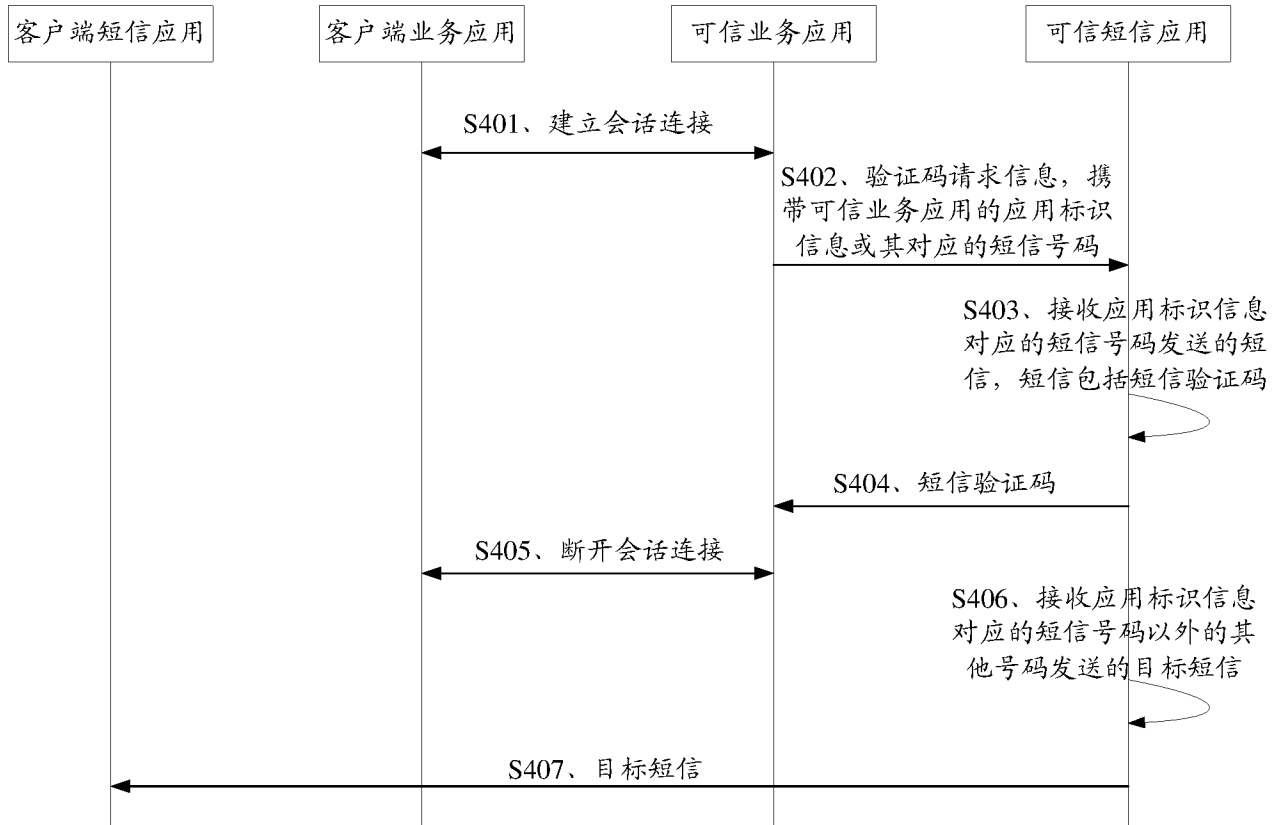 客户端短信应用
客户端业务应用
可信业务应用
可信短信应用
S401、建立会话连接
S402、验证码请求信息，携
带可信业务应用的应用标识
信息或其对应的短信号码
S403、接收应用标识信息
对应的短信号码发送的短
信，短信包括短信验证码
S404、短信验证码
S405、断开会话连接
S406、接收应用标识信息
对应的短信号码以外的其
他号码发送的目标短信
S407、目标短信